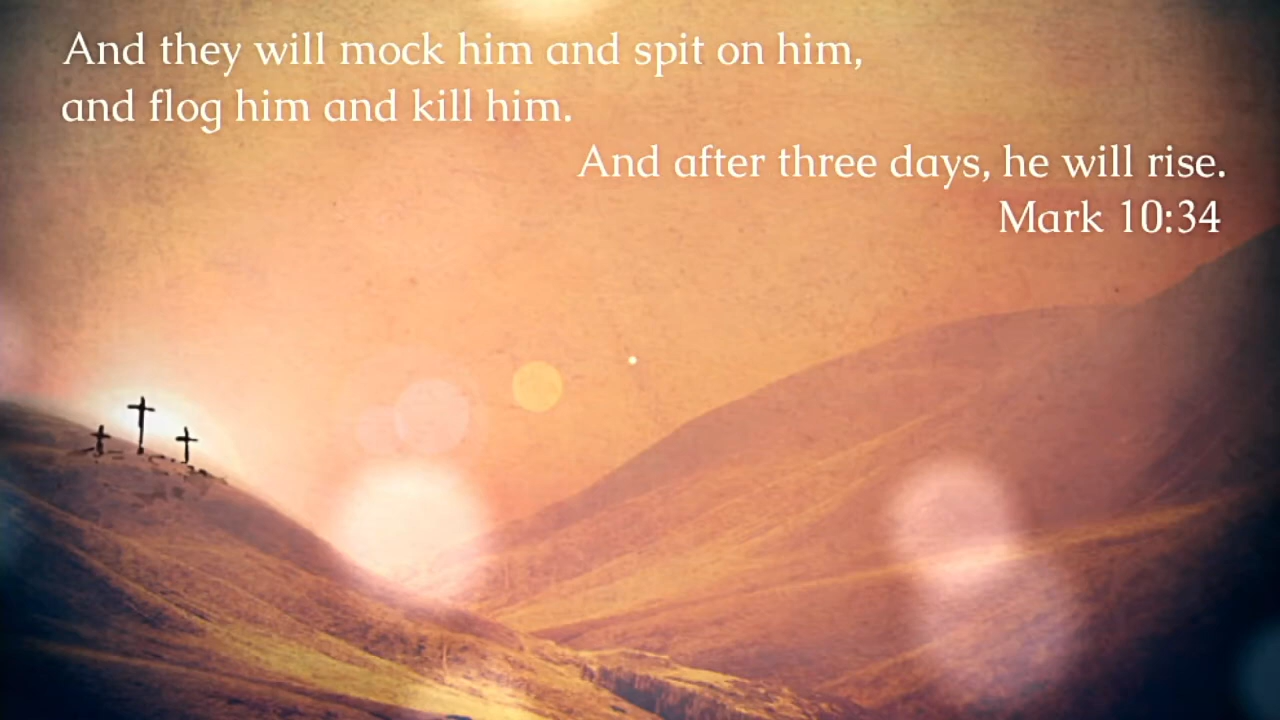 And they will mock him and spit on him,
and flog him and kill him.
And after three days, he will rise.
Mark 10:34